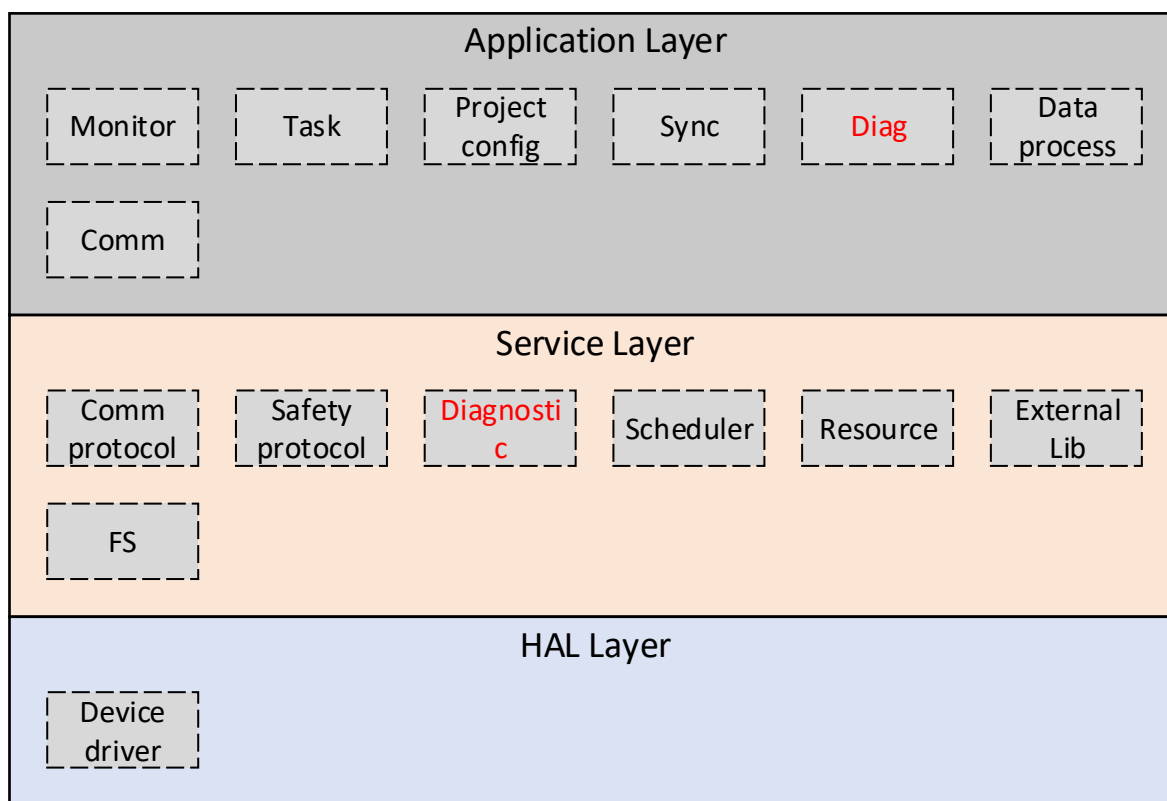 Application Layer
Monitor
Task
Project
config
Sync
Diag
Data
process
Comm
Service Layer
Comm
protocol
Safety
protocol
Diagnosti
c
Scheduler
Resource
External
Lib
FS
HAL Layer
Device
driver